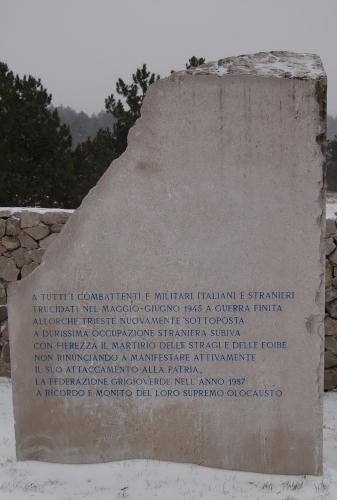 A TUTTI I COMBATTENTI E MILITARI ITALIANI E STRANIERI
TRUCIDATI NEL MAGGIO-GIUGNO 1945 A GUERRA FINITA
ALLORCHE TRIESTE NUOVAMENTE SOTTOPOSTA
A DURISSIMA OCCUPAZIONE STRANIERA SUBIVA
CON FIEREZZA IL MARTIRIO DELLE STRAGI E DELLE FOIBE
NON RINUNCIANDO A MANIFESTARE ATTIVAMENTE
IL SUO ATTACCAMENTO ALLA PATRIA,
LA FEDERAZIONE GRIGIOVERDE NELL'ANNO 1987
A RICORDO E MONITO DEL LORO SUPREMO OLOCAUSTO